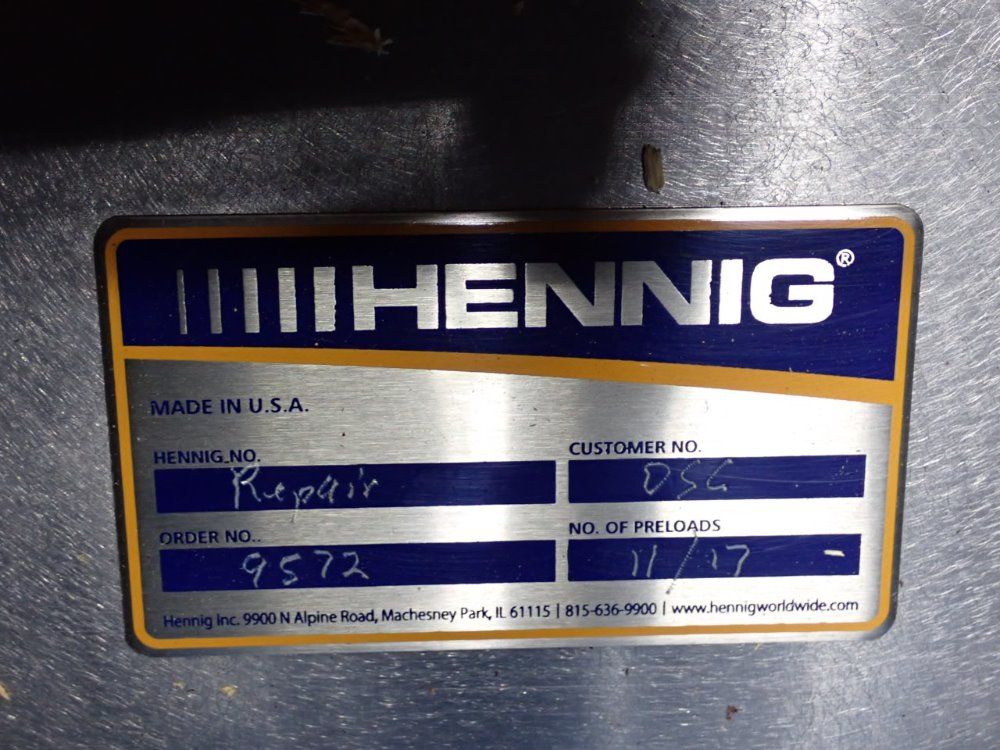 HENNIG®
MADE IN U.S.A.
HENNIG NO.
Repair
CUSTOMER NO.
OSG
ORDER NO..
9572
NO. OF PRELOADS
11/17
Hennig Inc. 9900 N Alpine Road, Machesney Park, IL 61115 | 815-636-9900 | www.hennigworldwide.com